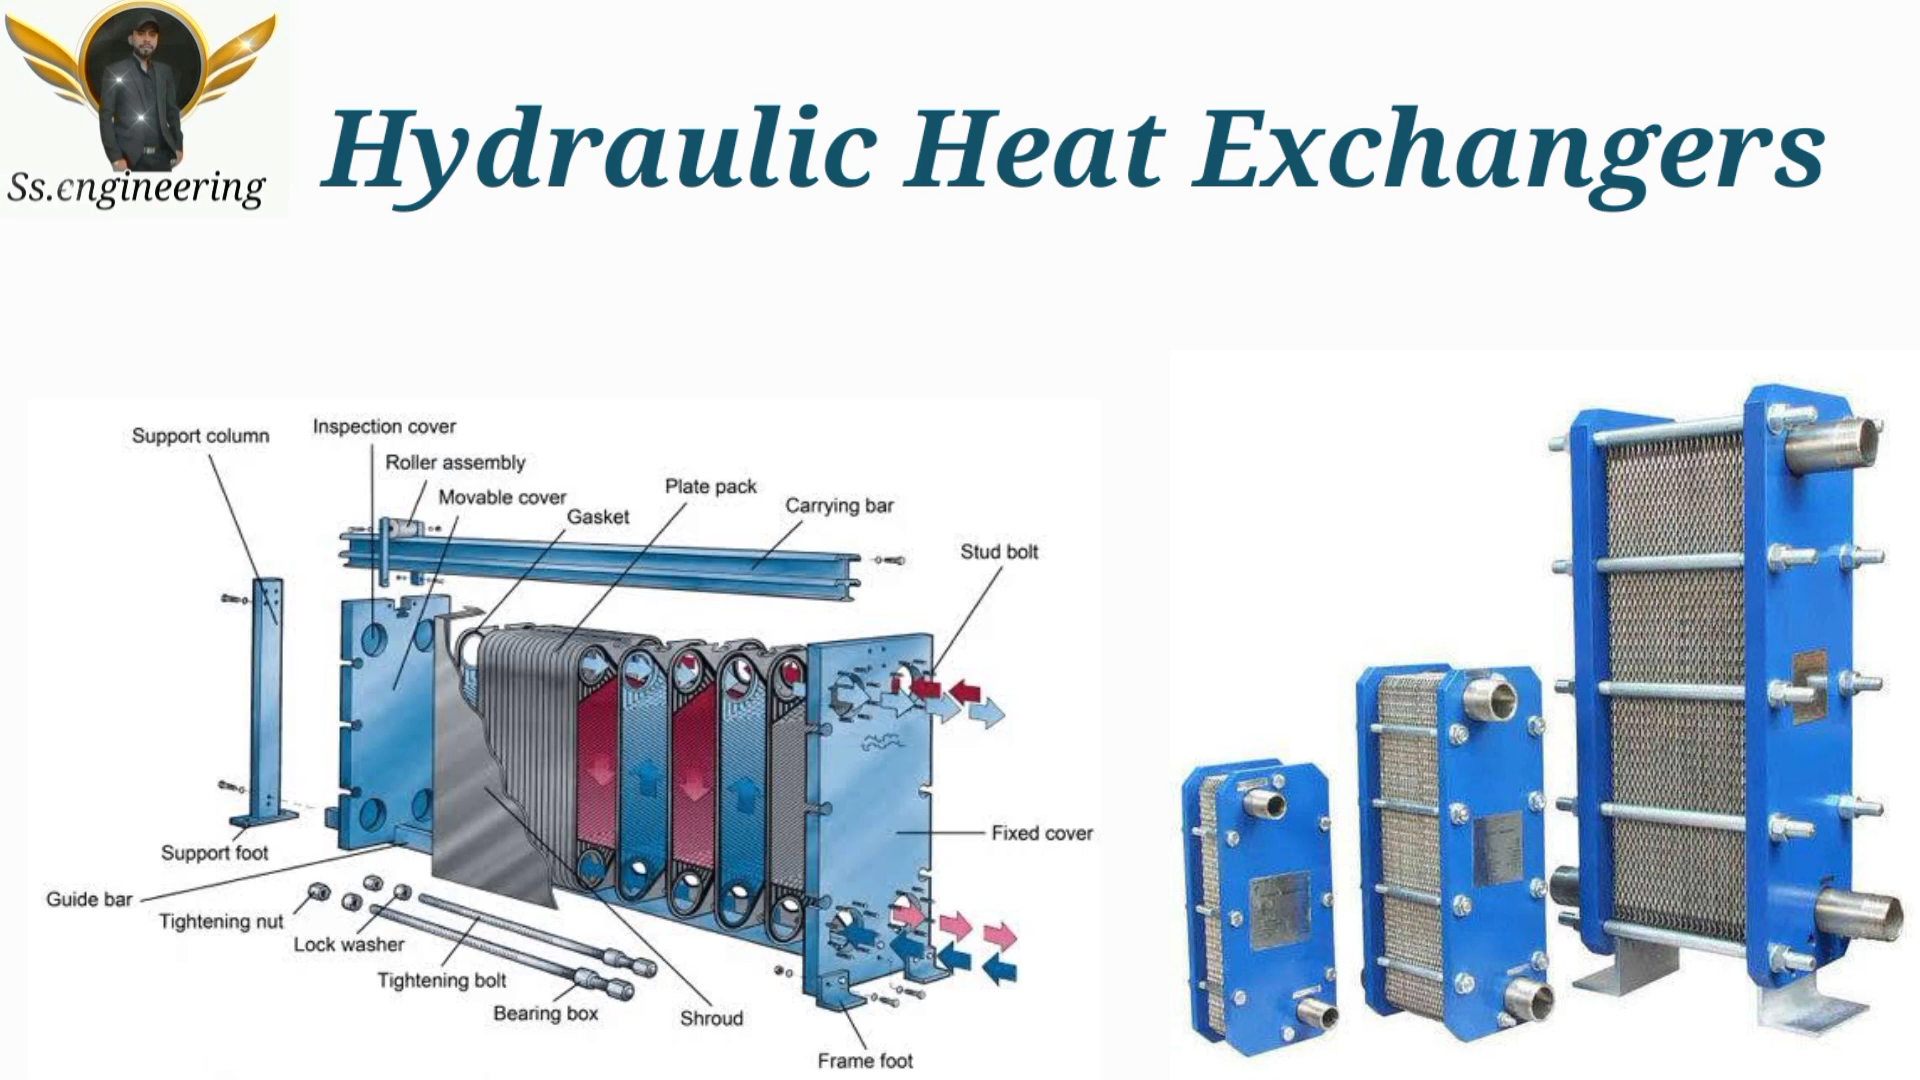 Ss.engineering
Hydraulic Heat Exchangers
Support column
Inspection cover
Roller assembly
Movable cover
Gasket
Plate pack
Carrying bar
Stud bolt
Fixed cover
Support foot
Guide bar
Tightening nut
Lock washer
Tightening bolt
Bearing box
Shroud
Frame foot